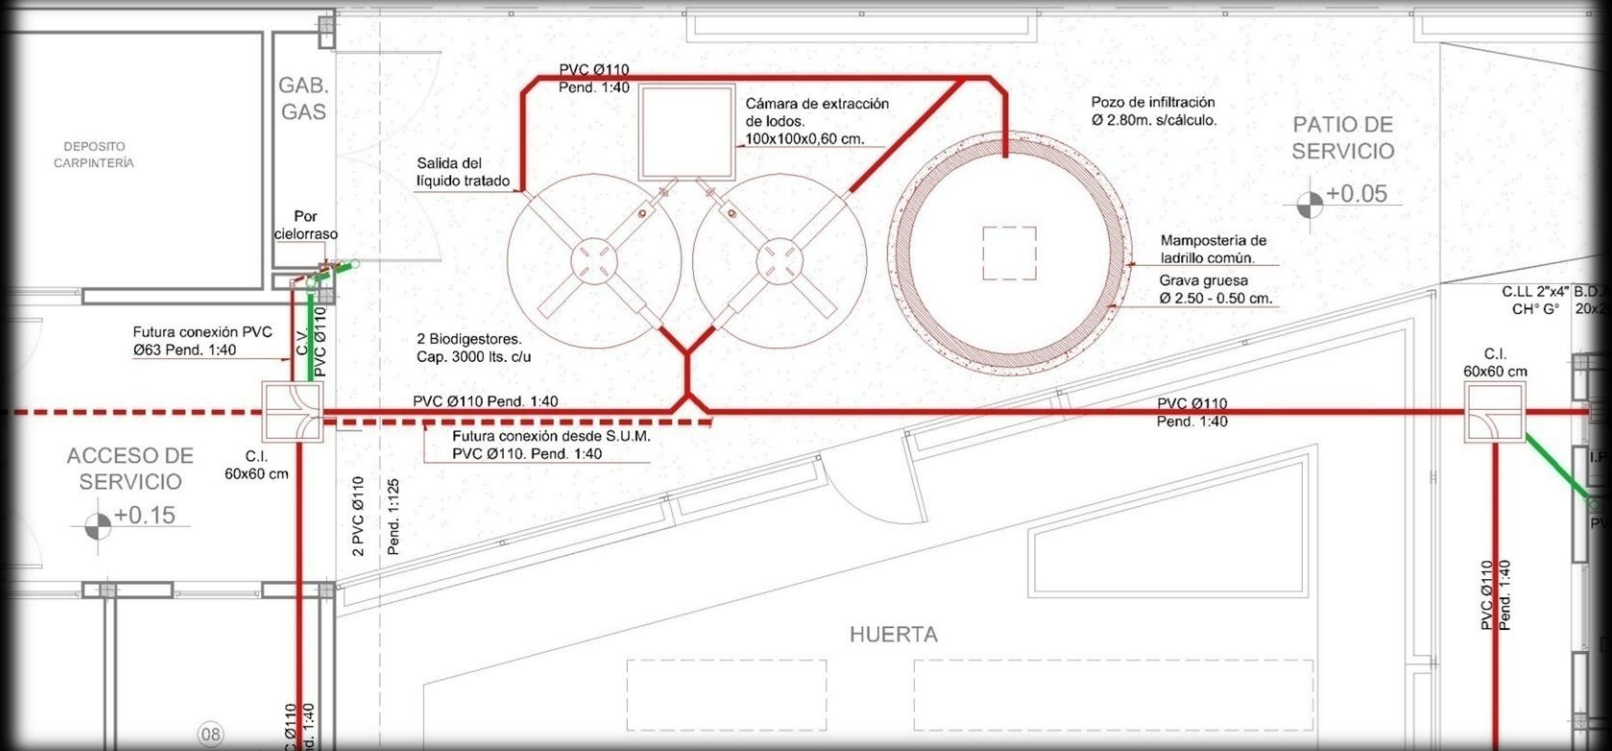 PVC Ø110
Pend. 1:40
GAB.
GAS
DEPOSITO
CARPINTERÍA
Cámara de extracción
de lodos.
100x100x0,60 cm.
Pozo de infiltración
Ø 2.80m. s/cálculo.
PATIO DE
SERVICIO
+0.05
Salida del
líquido tratado
Por
cielorraso
Mamposteria de
ladrillo común.
Grava gruesa
Ø 2.50 - 0.50 cm.
C.LL 2"x4"
CH° G°
Futura conexión PVC
Ø63 Pend. 1:40
C.V.
PVC Ø110
2 Biodigestores.
Cap. 3000 lts. c/u
C.I.
60x60 cm
PVC Ø110 Pend. 1:40
PVC Ø110
Pend. 1:40
Futura conexión desde S.U.M.
PVC Ø110. Pend. 1:40
ACCESO DE
SERVICIO
+0.15
C.I.
60x60 cm
2 PVC Ø110
Pend. 1:125
PVC Ø110
Pend. 1:40
HUERTA
08
C Ø110
nd. 1:40